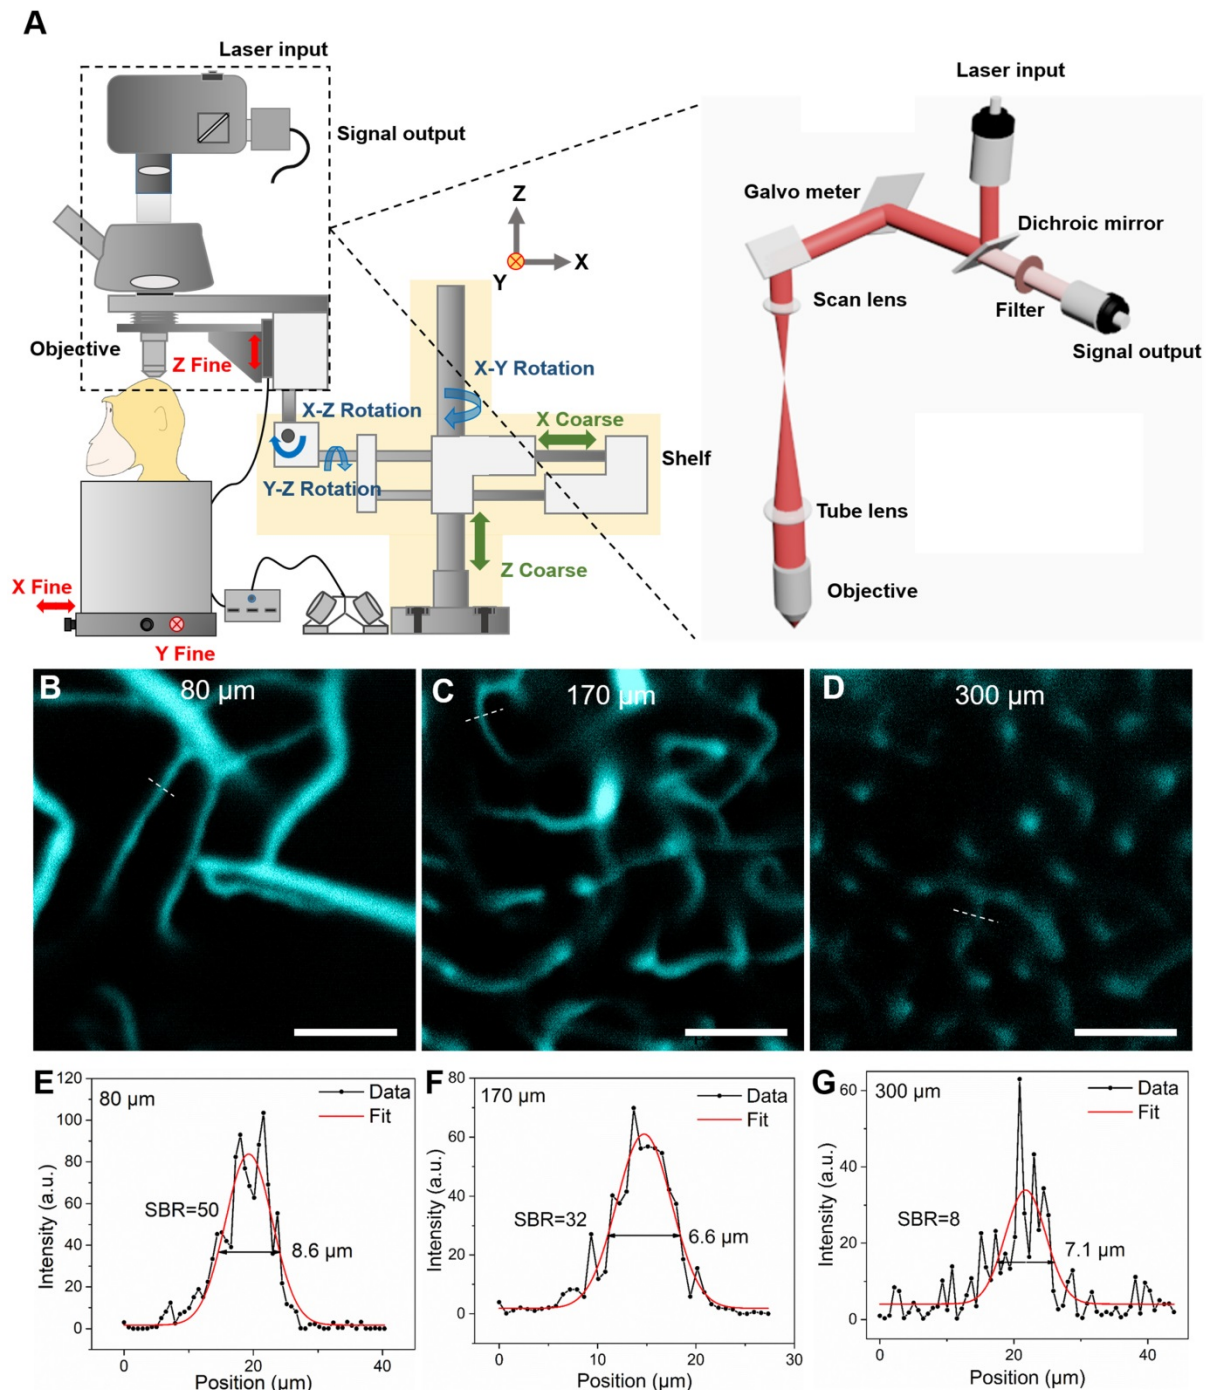 A
Laser input
Signal output
Objective
Z Fine
X-Z Rotation
Y-Z Rotation
X-Y Rotation
X Coarse
Shelf
Z Coarse
X Fine
Y Fine
Z
X
Y
Laser input
Galvo meter
Dichroic mirror
Scan lens
Filter
Signal output
Tube lens
Objective
B
80 μm
C
170 μm
D
300 μm
E
80 μm
Data
Fit
SBR=50
8.6 μm
Intensity (a.u.)
120
100
80
60
40
20
0
0
20
40
Position (μm)
F
170 μm
Data
Fit
SBR=32
6.6 μm
Intensity (a.u.)
80
60
40
20
0
0
10
20
30
Position (μm)
G
300 μm
Data
Fit
SBR=8
7.1 μm
Intensity (a.u.)
60
40
20
0
0
20
40
Position (μm)